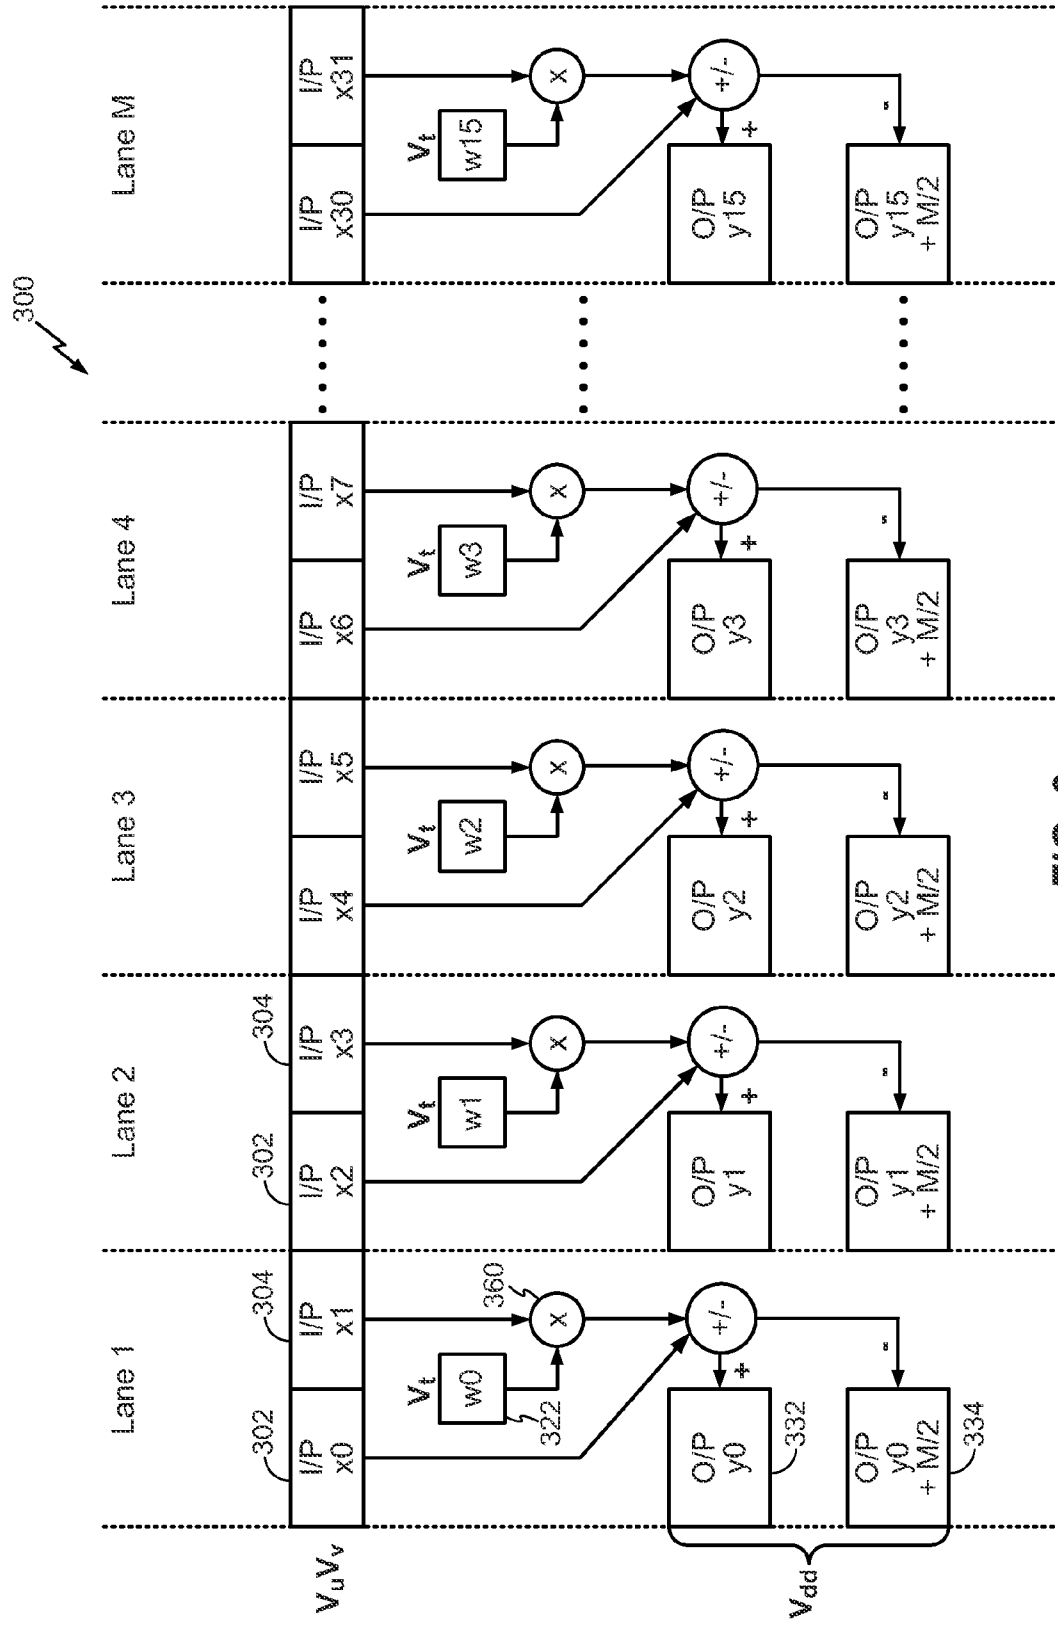 300
Lane 1
Lane 2
Lane 3
Lane 4
Lane M
302
304
302
304
VuVv
I/P x0
I/P x1
I/P x2
I/P x3
I/P x4
I/P x5
I/P x6
I/P x7
I/P x30
I/P x31
Vt
w0
322
x
360
Vt
w1
x
Vt
w2
x
Vt
w3
x
Vt
w15
x
+/-
+/-
+/-
+/-
+/-
+
-
+
-
+
-
+
-
+
-
Vdd
O/P
y0
332
O/P
y1
O/P
y2
O/P
y3
O/P
y15
O/P
y0
+ M/2
334
O/P
y1
+ M/2
O/P
y2
+ M/2
O/P
y3
+ M/2
O/P
y15
+ M/2